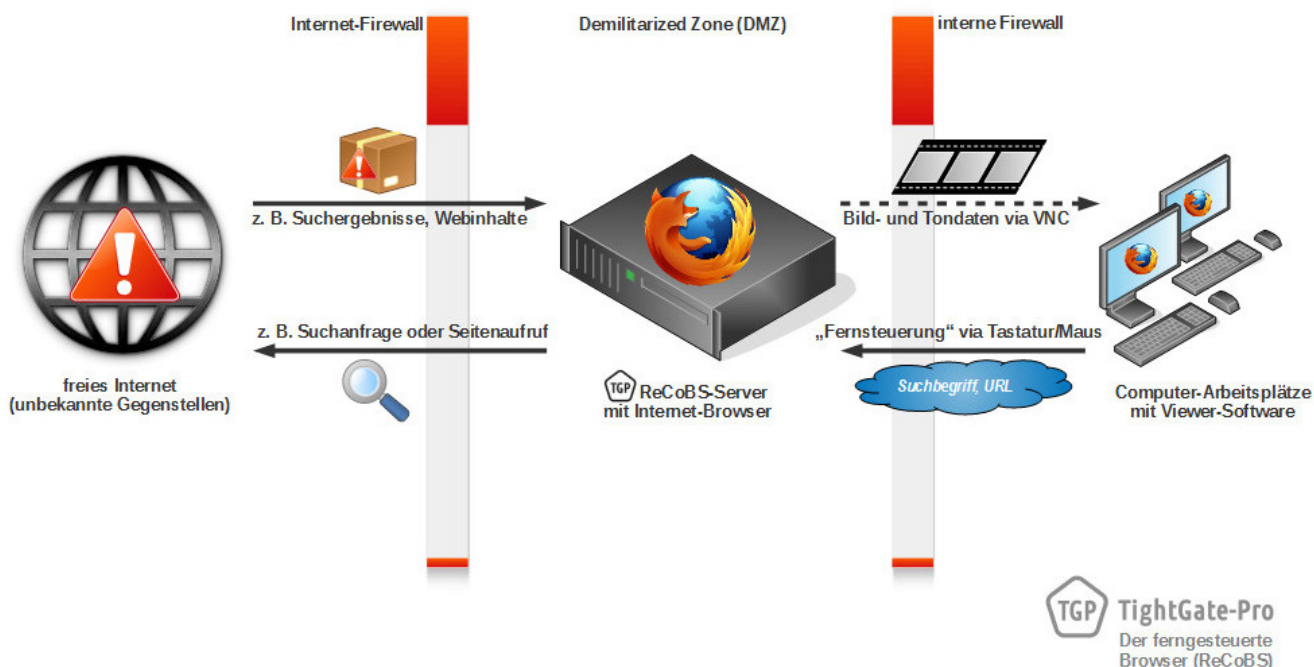 Internet-Firewall
Demilitarized Zone (DMZ)
interne Firewall
z. B. Suchergebnisse, Webinhalte
Bild- und Tondaten via VNC
z. B. Suchanfrage oder Seitenaufruf
„Fernsteuerung“ via Tastatur/Maus
Suchbegriff, URL
freies Internet
(unbekannte Gegenstellen)
TGP ReCoBS-Server
mit Internet-Browser
Computer-Arbeitsplätze
mit Viewer-Software
TGP TightGate-Pro
Der ferngesteuerte
Browser (ReCoBS)